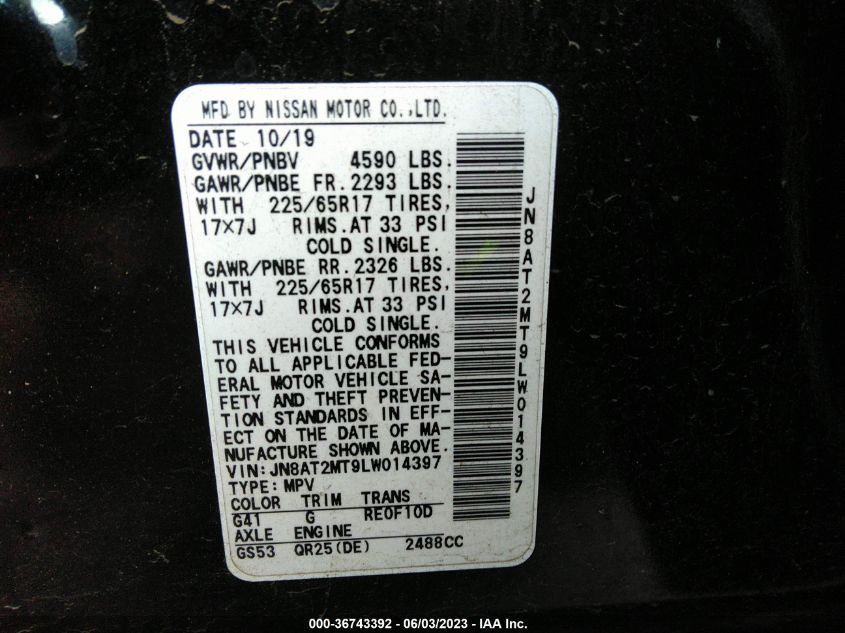 MFD BY NISSAN MOTOR CO.,LTD.
DATE 10/19
GVWR/PNBV 4590 LBS.
GAWR/PNBE FR. 2293 LBS.
WITH 225/65R17 TIRES,
17×7J RIMS. AT 33 PSI
COLD SINGLE.
GAWR/PNBE RR. 2326 LBS.
WITH 225/65R17 TIRES,
17×7J RIMS. AT 33 PSI
COLD SINGLE.
THIS VEHICLE CONFORMS
TO ALL APPLICABLE FED-
ERAL MOTOR VEHICLE SA-
FETY AND THEFT PREVEN-
TION STANDARDS IN EFF-
ECT ON THE DATE OF MA-
NUFACTURE SHOWN ABOVE.
VIN:JN8AT2MT9LW014397
TYPE:MPV
COLOR TRIM TRANS
G41 G RE0F10D
AXLE ENGINE
GS53 QR25(DE) 2488CC
JN8AT2MT9LW014397
000-36743392 - 06/03/2023 - IAA Inc.